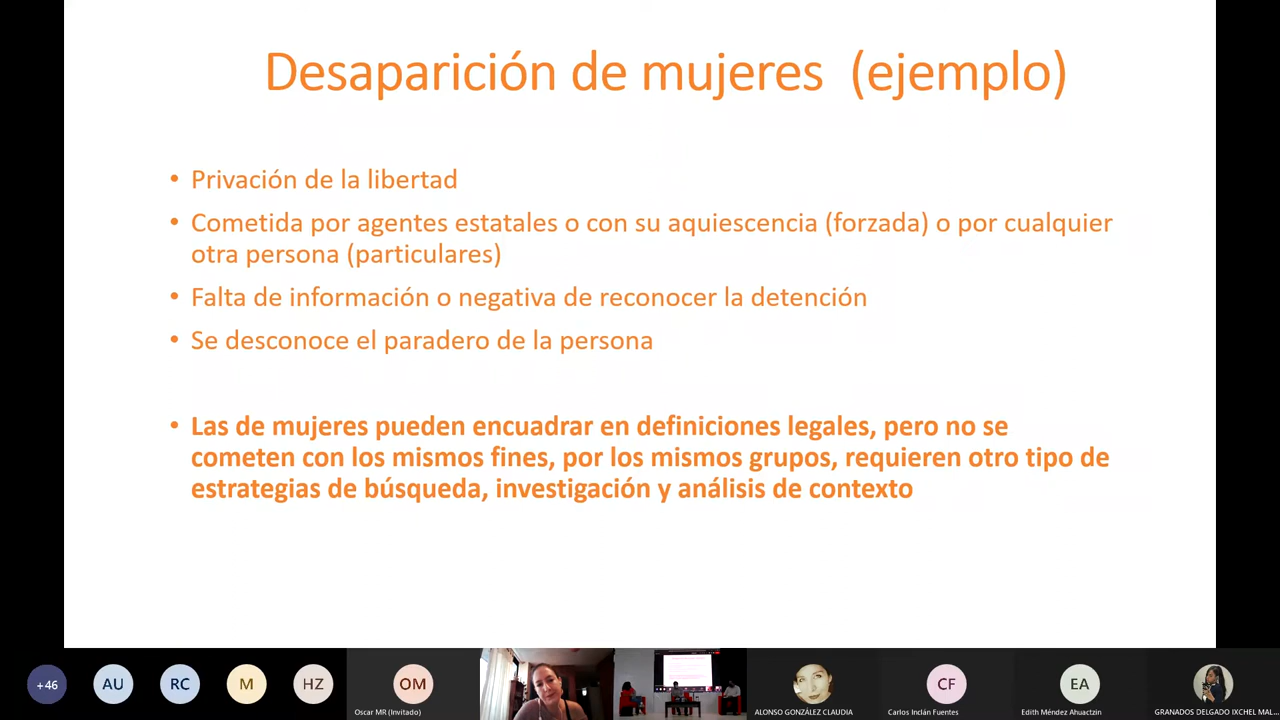 Desaparición de mujeres (ejemplo)
• Privación de la libertad
• Cometida por agentes estatales o con su aquiescencia (forzada) o por cualquier
otra persona (particulares)
• Falta de información o negativa de reconocer la detención
• Se desconoce el paradero de la persona
• Las de mujeres pueden encuadrar en definiciones legales, pero no se
cometen con los mismos fines, por los mismos grupos, requieren otro tipo de
estrategias de búsqueda, investigación y análisis de contexto
+46
AU
RC
M
HZ
OM
Oscar MR (Invitado)
ALONSO GONZÁLEZ CLAUDIA
CF
Carlos Inclán Fuentes
EA
Edith Méndez Ahuactzin
GRANADOS DELGADO IXCHEL MAL...